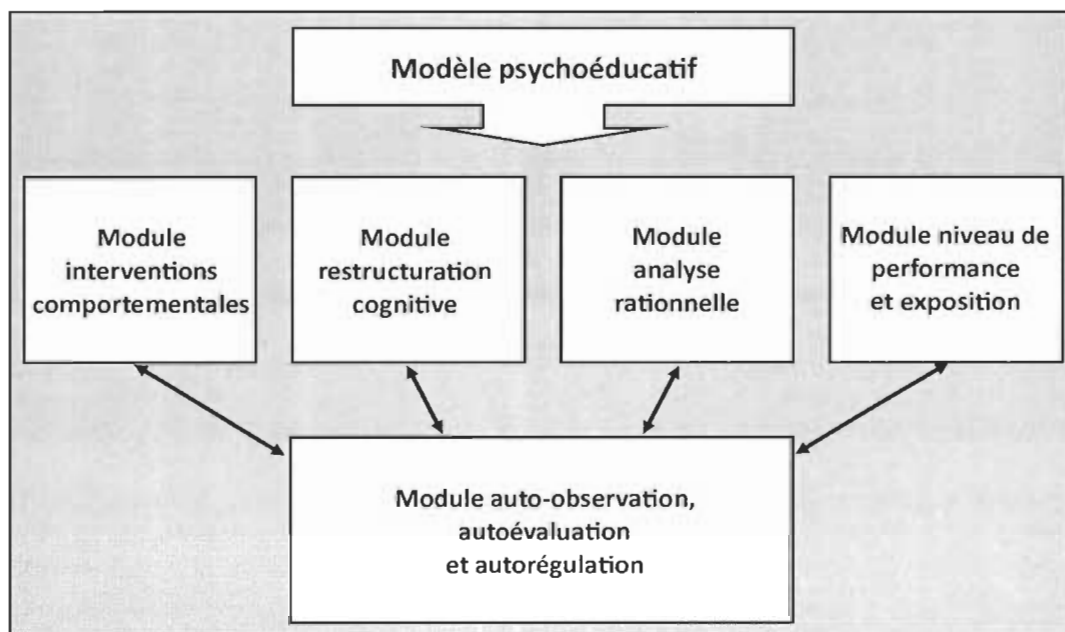 Modèle psychoéducatif
Module
interventions
comportementales
Module
restructuration
cognitive
Module
analyse
rationnelle
Module niveau de
performance
et exposition
Module auto-observation,
autoévaluation
et autorégulation